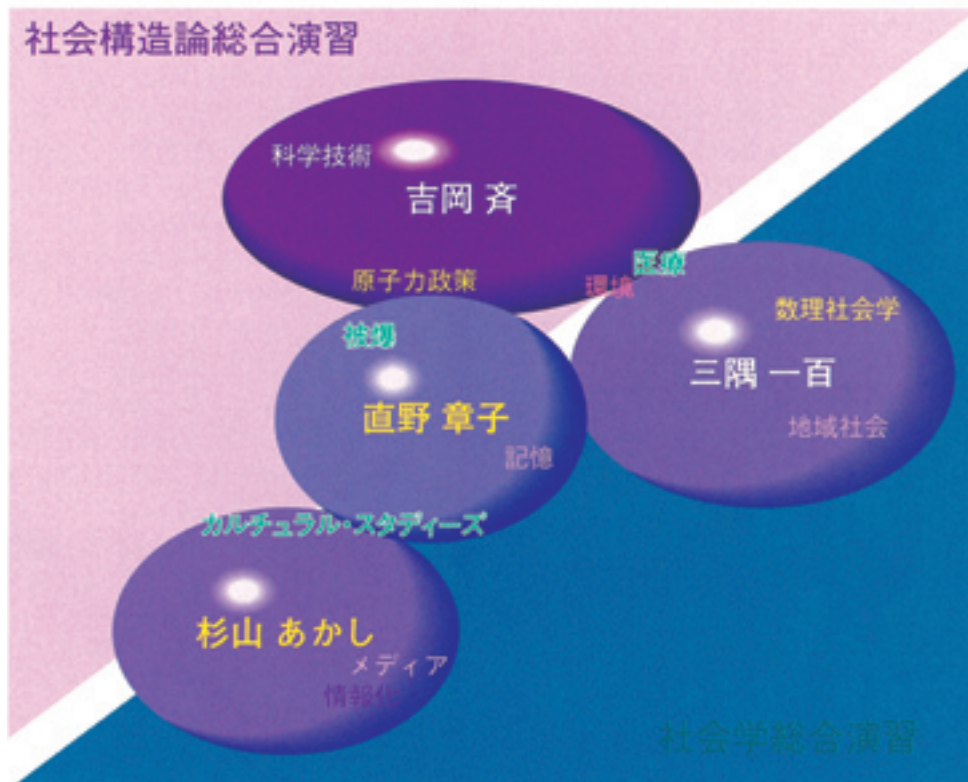 社会構造論総合演習
科学技術
吉岡 斉
原子力政策
医療
環境
数理社会学
被爆
三隅 一百
直野 章子
地域社会
記憶
カルチュラル・スタディーズ
杉山 あかし
メディア
情報化
社会学総合演習